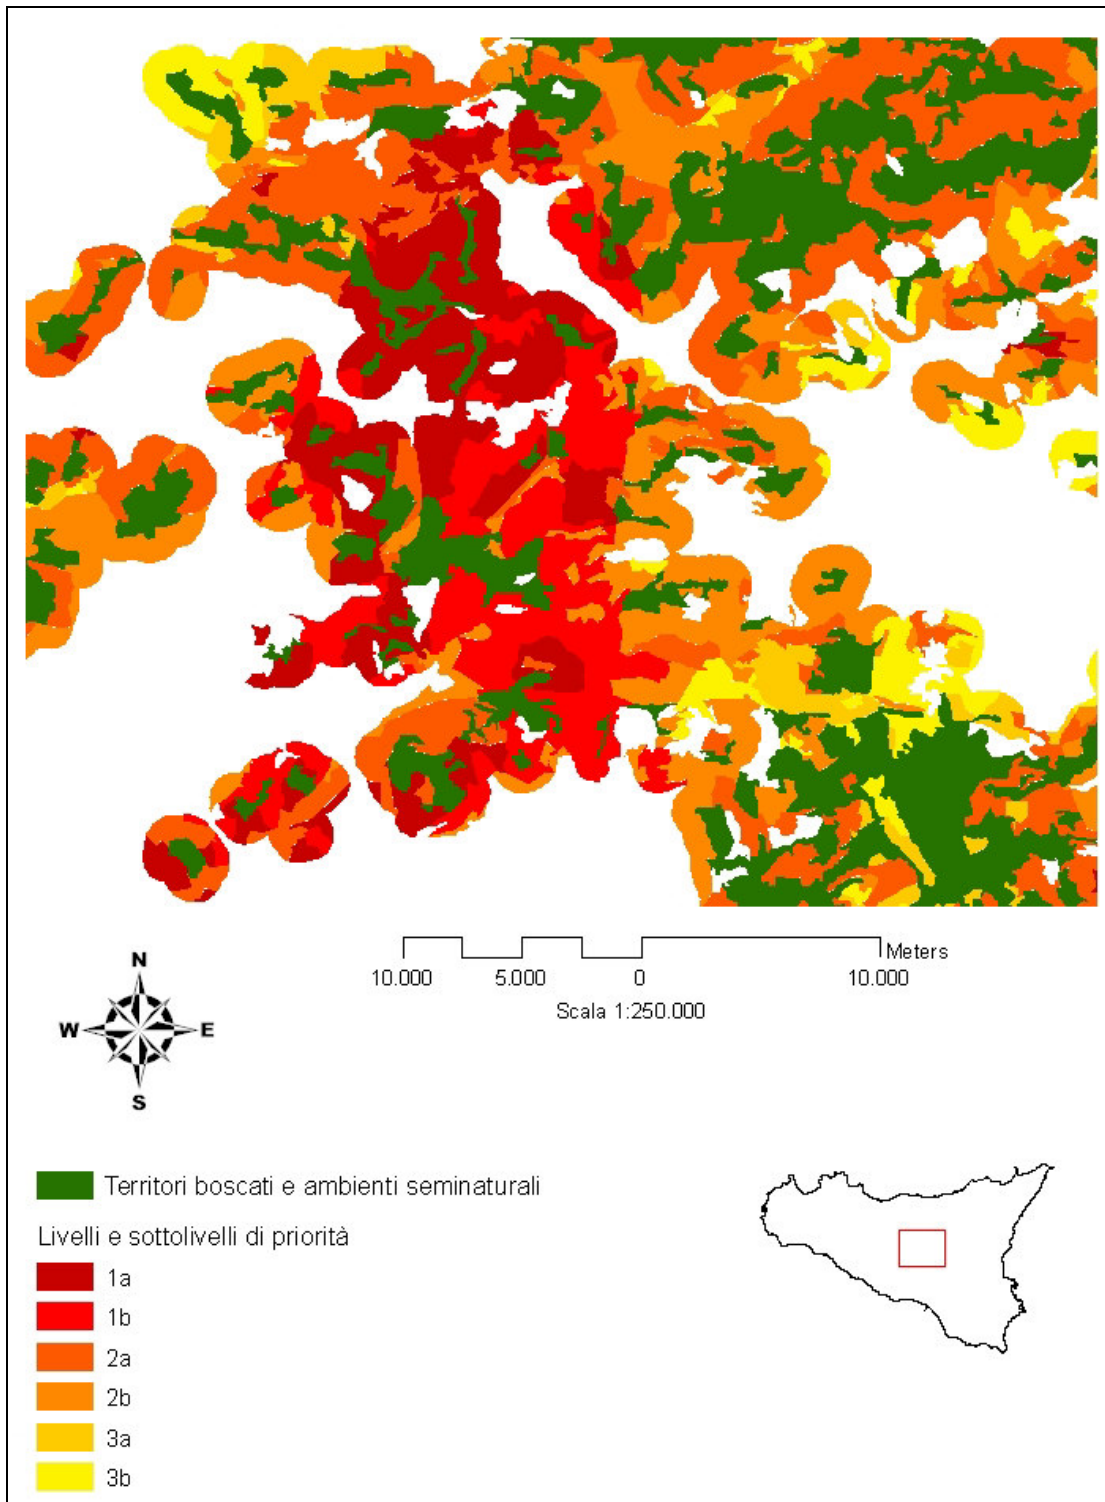 Meters
10.000 5.000 0 10.000
Scala 1:250.000
N
W E
S
Territori boscati e ambienti seminaturali
Livelli e sottolivelli di priorità
1a
1b
2a
2b
3a
3b